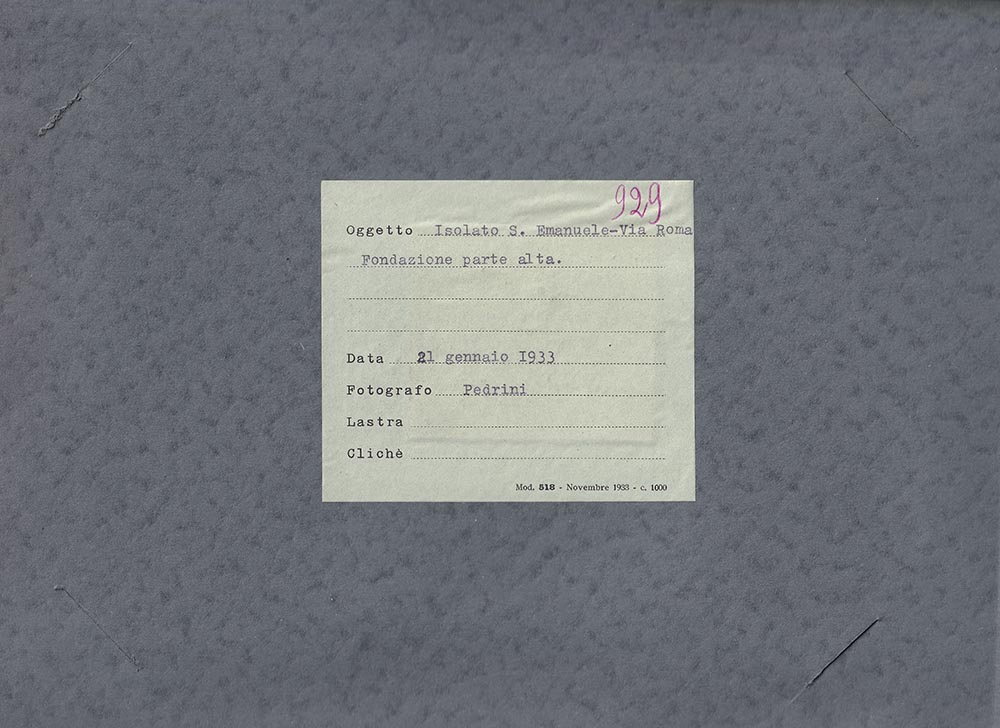 929
Oggetto Isolato S. Emanuele-Via Roma
Fondazione parte alta.
Data 21 gennaio I933
Fotografo Pedrini
Lastra
Clichè
Mod. 518 - Novembre 1933 - c. 1000